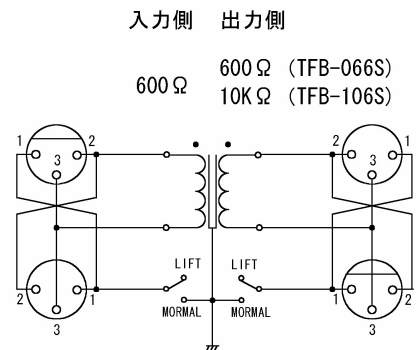 入力側 出力側
600Ω
600Ω (TFB-066S)
10KΩ (TFB-106S)
1 3 2
2 3 1
2 1 3
1 2 3
LIFT LIFT
MORMAL MORMAL